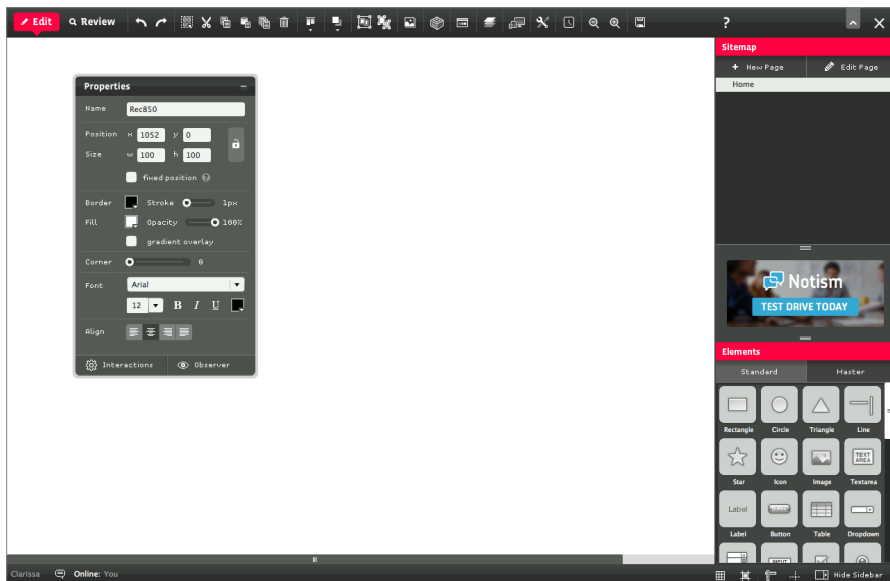 Edit Review ?
Sitemap
+ New Page Edit Page
Home
Properties
Name Rec850
Position x 1052 y 0
Size w 100 h 100
fixed position ?
Border Stroke 1px
Fill Opacity 100%
gradient overlay
Corner 0
Font Arial
12 B I U
Align
Interactions Observer
Notism
TEST DRIVE TODAY
Elements
Standard Master
Rectangle Circle Triangle Line
TEXT AREA
Star Icon Image Textarea
Label
Label Button Table Dropdown
Clarissa Online: You
Hide Sidebar